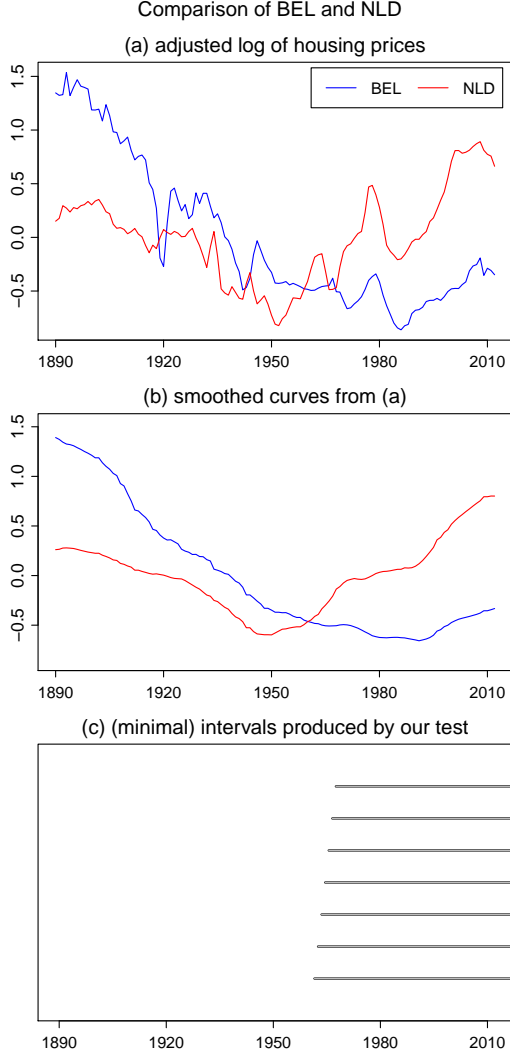 Comparison of BEL and NLD
(a) adjusted log of housing prices
BEL NLD
1.5
1.0
0.5
0.0
−0.5
1890 1920 1950 1980 2010
(b) smoothed curves from (a)
1.5
1.0
0.5
0.0
−0.5
1890 1920 1950 1980 2010
(c) (minimal) intervals produced by our test
1890 1920 1950 1980 2010